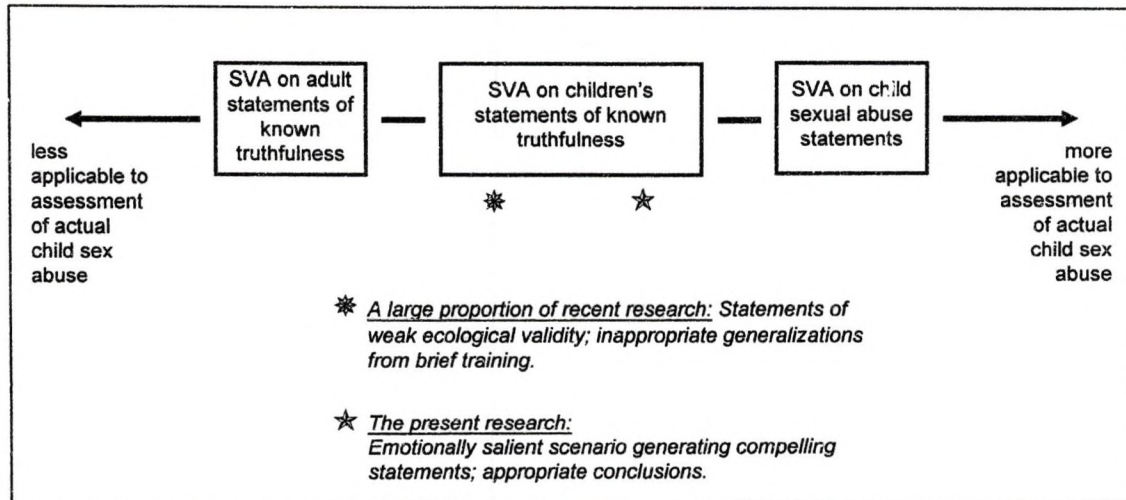 SVA on adult
statements of
known
truthfulness
SVA on children's
statements of known
truthfulness
SVA on child
sexual abuse
statements
less
applicable to
assessment
of actual
child sex
abuse
more
applicable to
assessment
of actual
child sex
abuse
A large proportion of recent research: Statements of
weak ecological validity; inappropriate generalizations
from brief training.
The present research:
Emotionally salient scenario generating compelling
statements; appropriate conclusions.